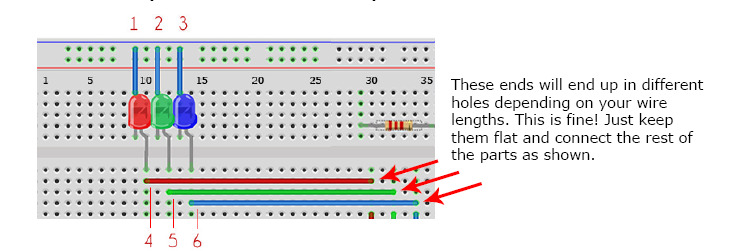 1 2 3
1 5 10 15 20 25 30 35
These ends will end up in different
holes depending on your wire
lengths. This is fine! Just keep
them flat and connect the rest of
the parts as shown.
4 5 6